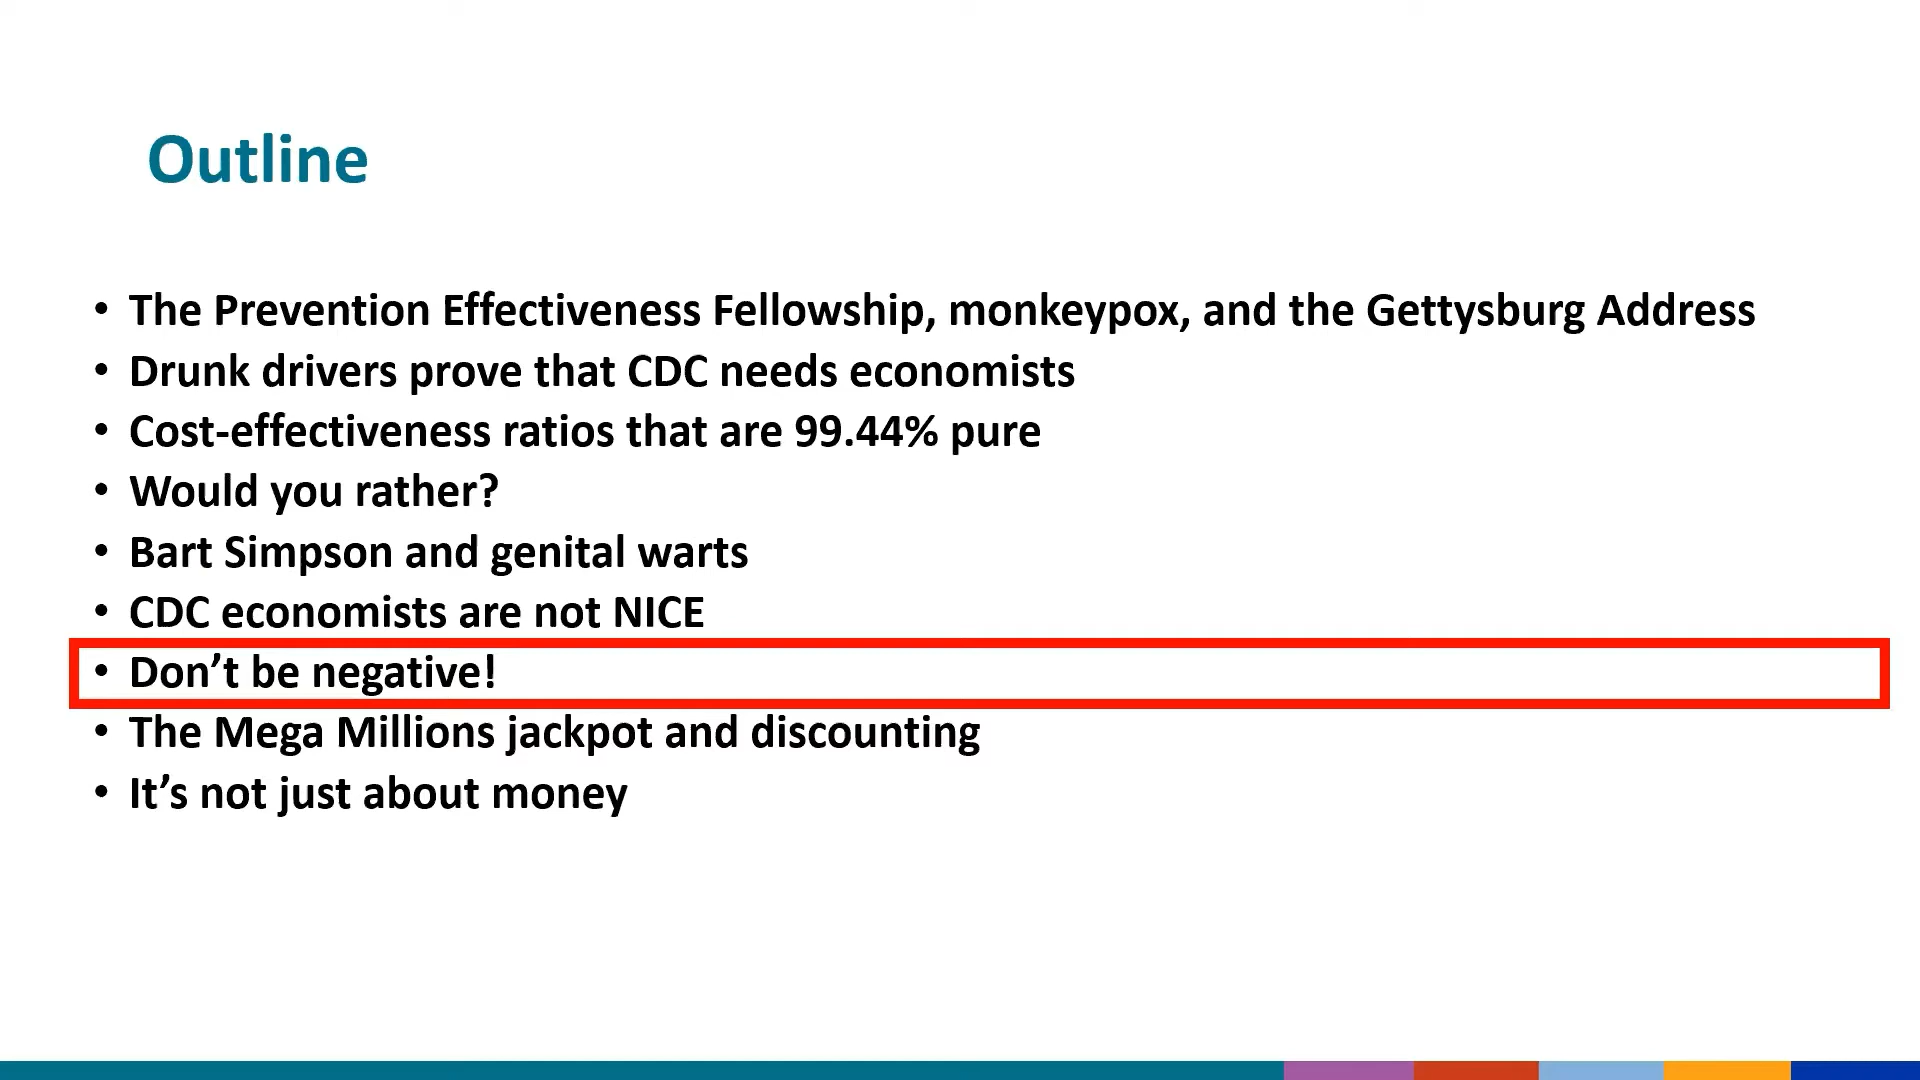 Outline
• The Prevention Effectiveness Fellowship, monkeypox, and the Gettysburg Address
• Drunk drivers prove that CDC needs economists
• Cost-effectiveness ratios that are 99.44% pure
• Would you rather?
• Bart Simpson and genital warts
• CDC economists are not NICE
• Don’t be negative!
• The Mega Millions jackpot and discounting
• It’s not just about money